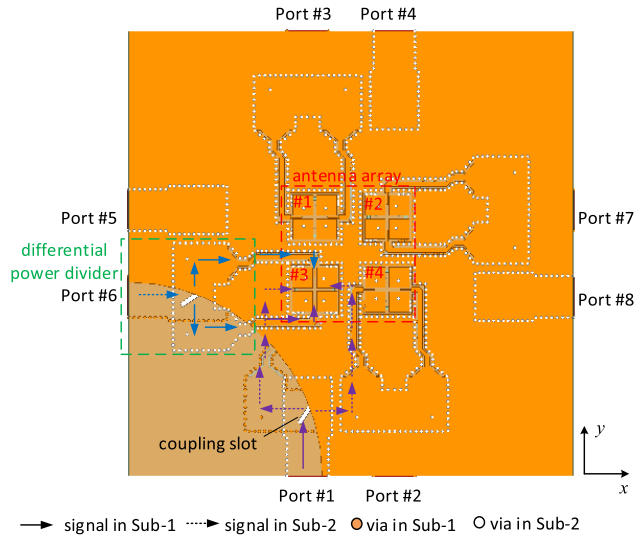 Port #3
Port #4
antenna array
#1
#2
Port #5
Port #7
differential
power divider
#3
#4
Port #6
Port #8
coupling slot
y
x
Port #1
Port #2
signal in Sub-1
signal in Sub-2
via in Sub-1
via in Sub-2